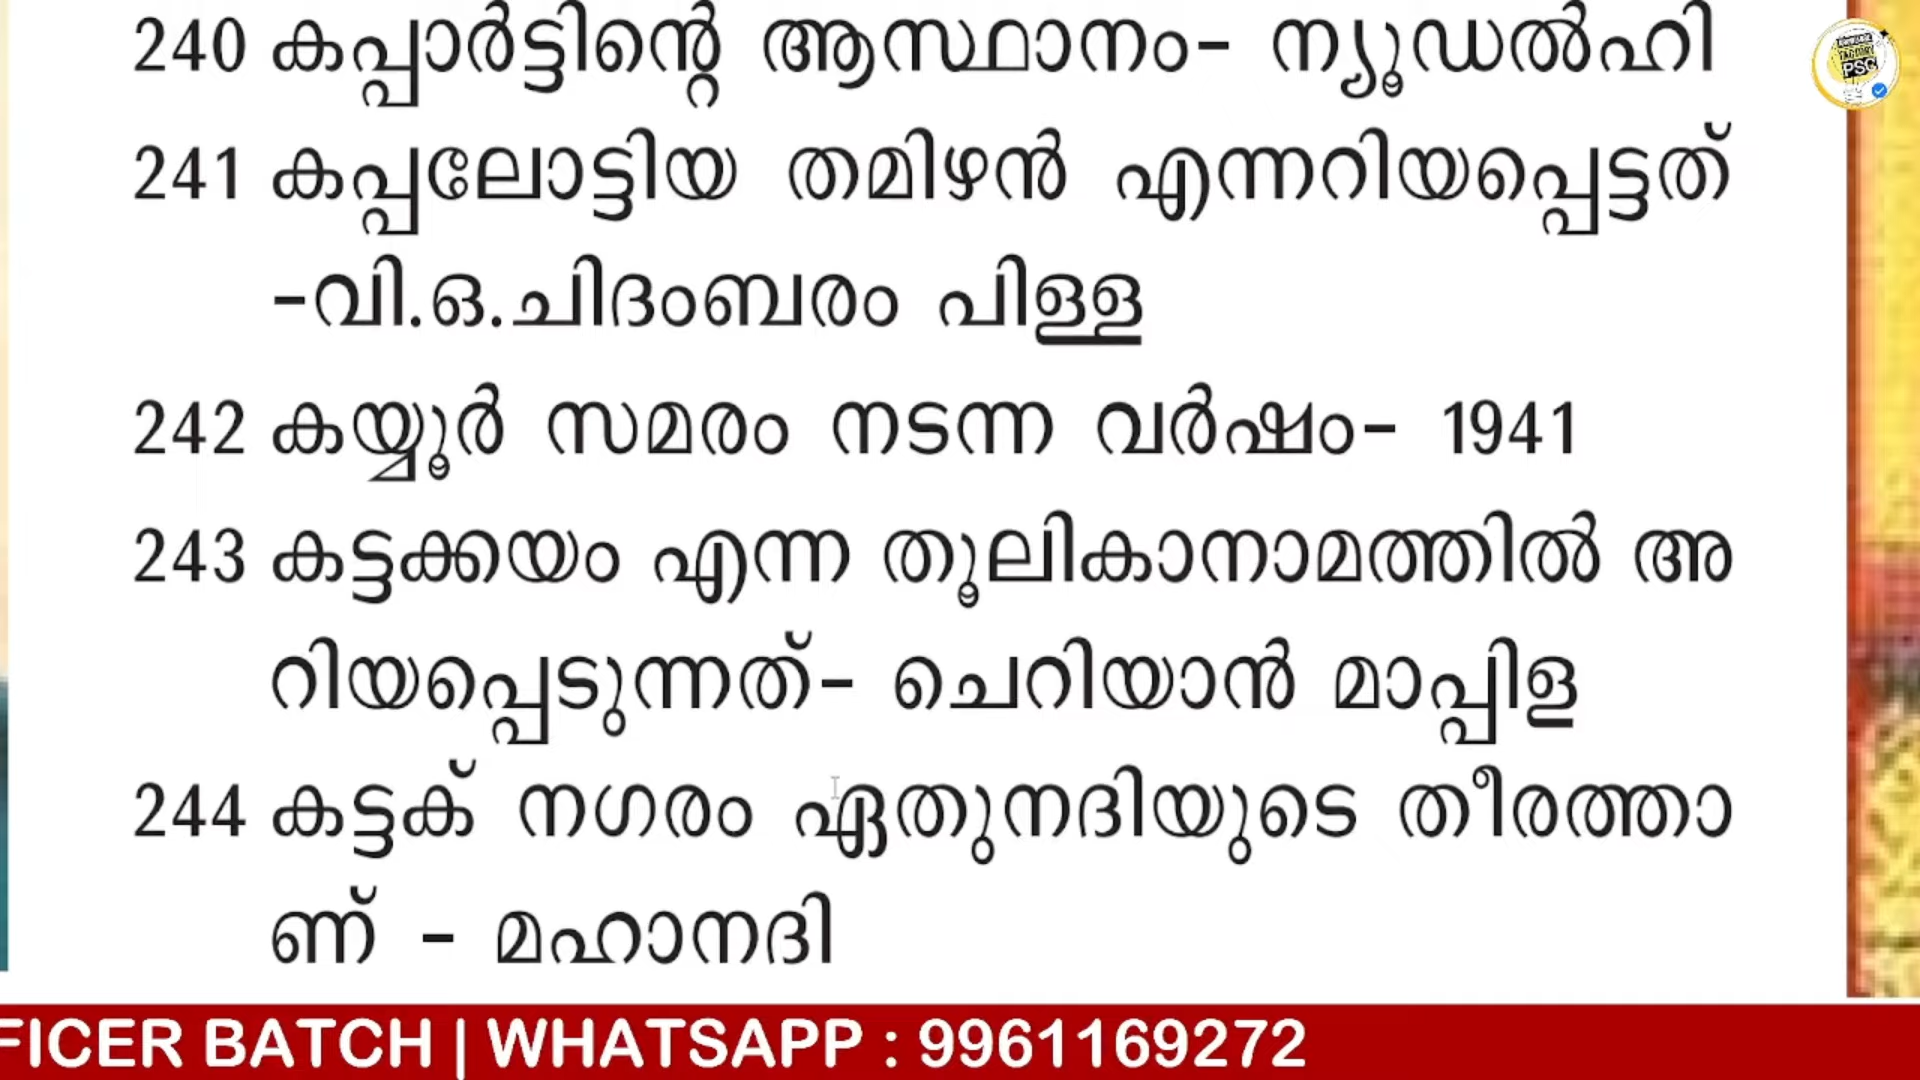 240 കപ്പാർട്ടിന്റെ ആസ്ഥാനം- ന്യൂഡൽഹി
241 കപ്പലോട്ടിയ തമിഴൻ എന്നറിയപ്പെട്ടത്
-വി.ഒ.ചിദംബരം പിള്ള
242 കയ്യൂർ സമരം നടന്ന വർഷം- 1941
243 കട്ടക്കയം എന്ന തൂലികാനാമത്തിൽ അ
റിയപ്പെടുന്നത്- ചെറിയാൻ മാപ്പിള
244 കട്ടക് നഗരം ഏതുനദിയുടെ തീരത്താ
ണ് - മഹാനദി
FICER BATCH | WHATSAPP : 9961169272
PSC